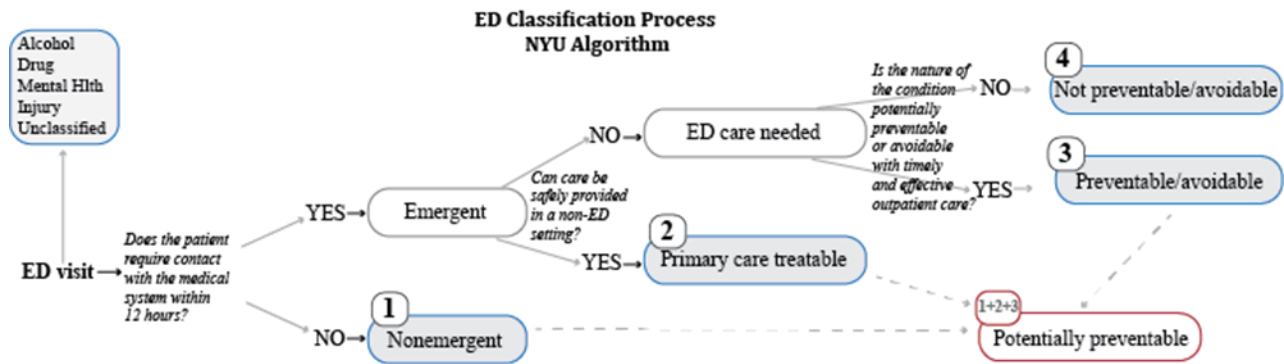 ED Classification Process
NYU Algorithm
Alcohol
Drug
Mental Hlth
Injury
Unclassified
ED visit
Does the patient
require contact
with the medical
system within
12 hours?
YES
Emergent
NO
1
Nonemergent
Can care be
safely provided
in a non-ED
setting?
NO
ED care needed
YES
2
Primary care treatable
Is the nature of
the condition
potentially
preventable
or avoidable
with timely
and effective
outpatient care?
NO
4
Not preventable/avoidable
YES
3
Preventable/avoidable
1+2+3
Potentially preventable